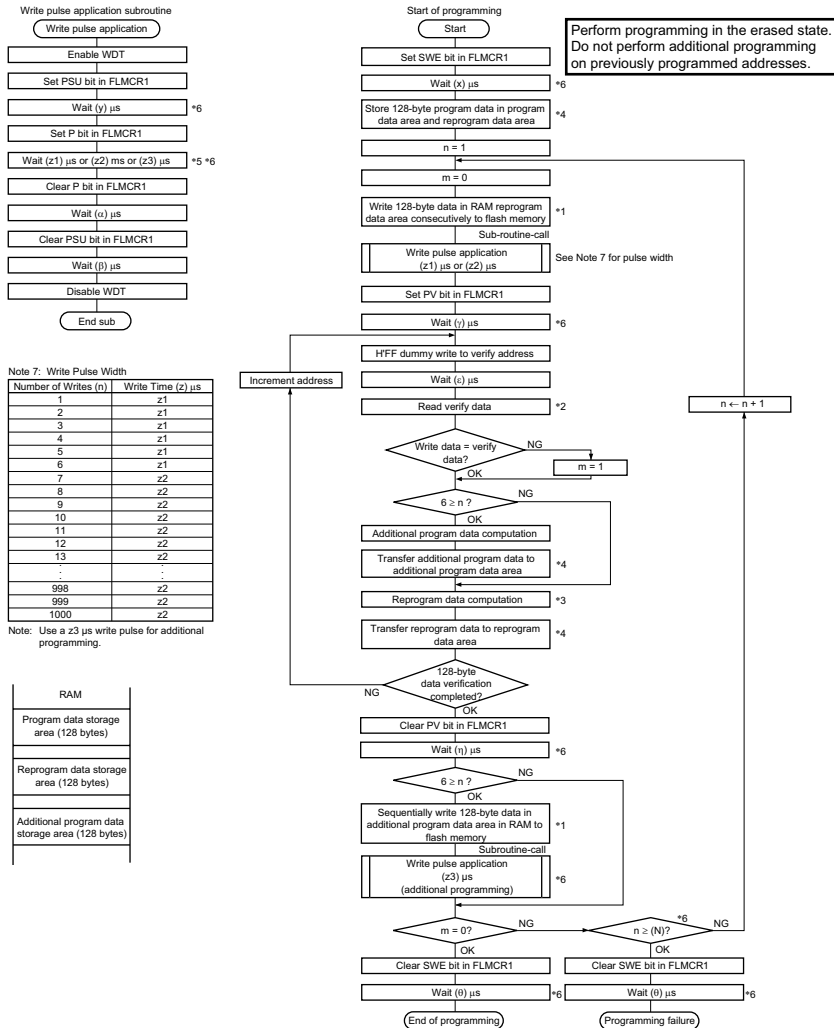 Write pulse application subroutine
Write pulse application
Enable WDT
Set PSU bit in FLMCR1
Wait (y) μs
*6
Set P bit in FLMCR1
Wait (z1) μs or (z2) ms or (z3) μs
*5 *6
Clear P bit in FLMCR1
Wait (α) μs
Clear PSU bit in FLMCR1
Wait (β) μs
Disable WDT
End sub
Note 7: Write Pulse Width
Number of Writes (n) Write Time (z) μs
1 z1
2 z1
3 z1
4 z1
5 z1
6 z1
7 z2
8 z2
9 z2
10 z2
11 z2
12 z2
13 z2
⋮ ⋮
998 z2
999 z2
1000 z2
Note: Use a z3 μs write pulse for additional
programming.
RAM
Program data storage
area (128 bytes)
Reprogram data storage
area (128 bytes)
Additional program data
storage area (128 bytes)
Start of programming
Start
Set SWE bit in FLMCR1
Wait (x) μs
*6
Store 128-byte program data in program
data area and reprogram data area
*4
n = 1
m = 0
Write 128-byte data in RAM reprogram
data area consecutively to flash memory
*1
Sub-routine-call
Write pulse application
(z1) μs or (z2) μs
See Note 7 for pulse width
Set PV bit in FLMCR1
Wait (γ) μs
*6
H'FF dummy write to verify address
Increment address
Wait (ε) μs
Read verify data
*2
Write data = verify
data?
NG
m = 1
OK
6 ≥ n ?
NG
OK
Additional program data computation
Transfer additional program data to
additional program data area
*4
Reprogram data computation
*3
Transfer reprogram data to reprogram
data area
*4
128-byte
data verification
completed?
NG
OK
Clear PV bit in FLMCR1
Wait (η) μs
*6
6 ≥ n ?
NG
OK
Sequentially write 128-byte data in
additional program data area in RAM to
flash memory
*1
Subroutine-call
Write pulse application
(z3) μs
(additional programming)
*6
m = 0?
NG
OK
Clear SWE bit in FLMCR1
Wait (θ) μs
*6
End of programming
n ≥ (N)?
*6
NG
OK
Clear SWE bit in FLMCR1
Wait (θ) μs
*6
Programming failure
n ← n + 1
Perform programming in the erased state.
Do not perform additional programming
on previously programmed addresses.